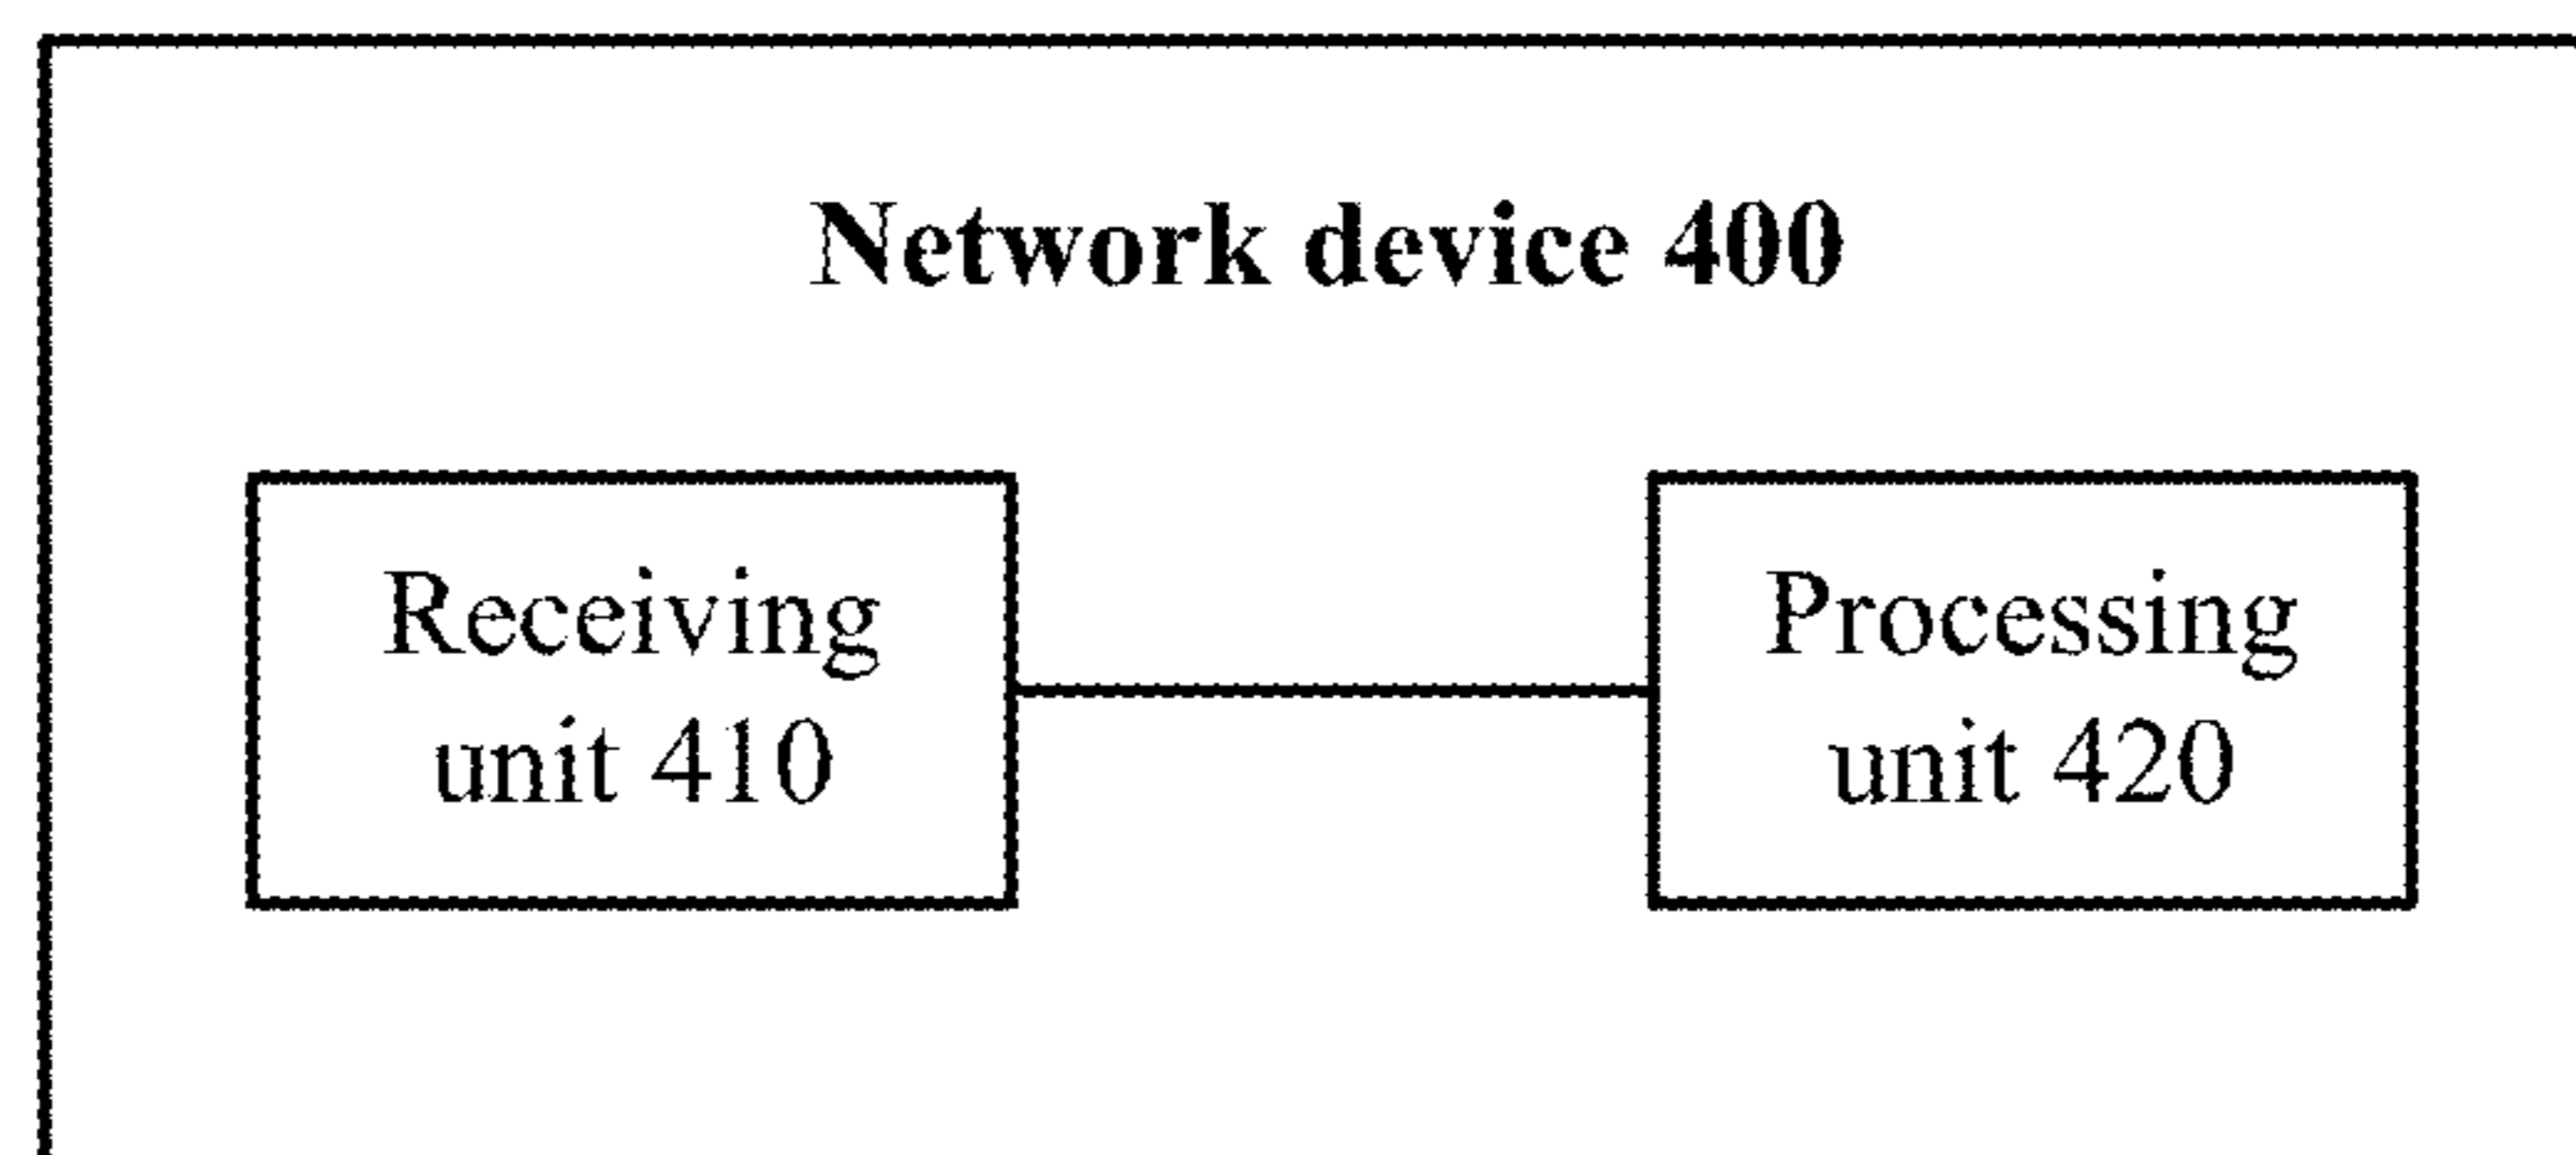 Network device 400
Receiving
unit 410
Processing
unit 420